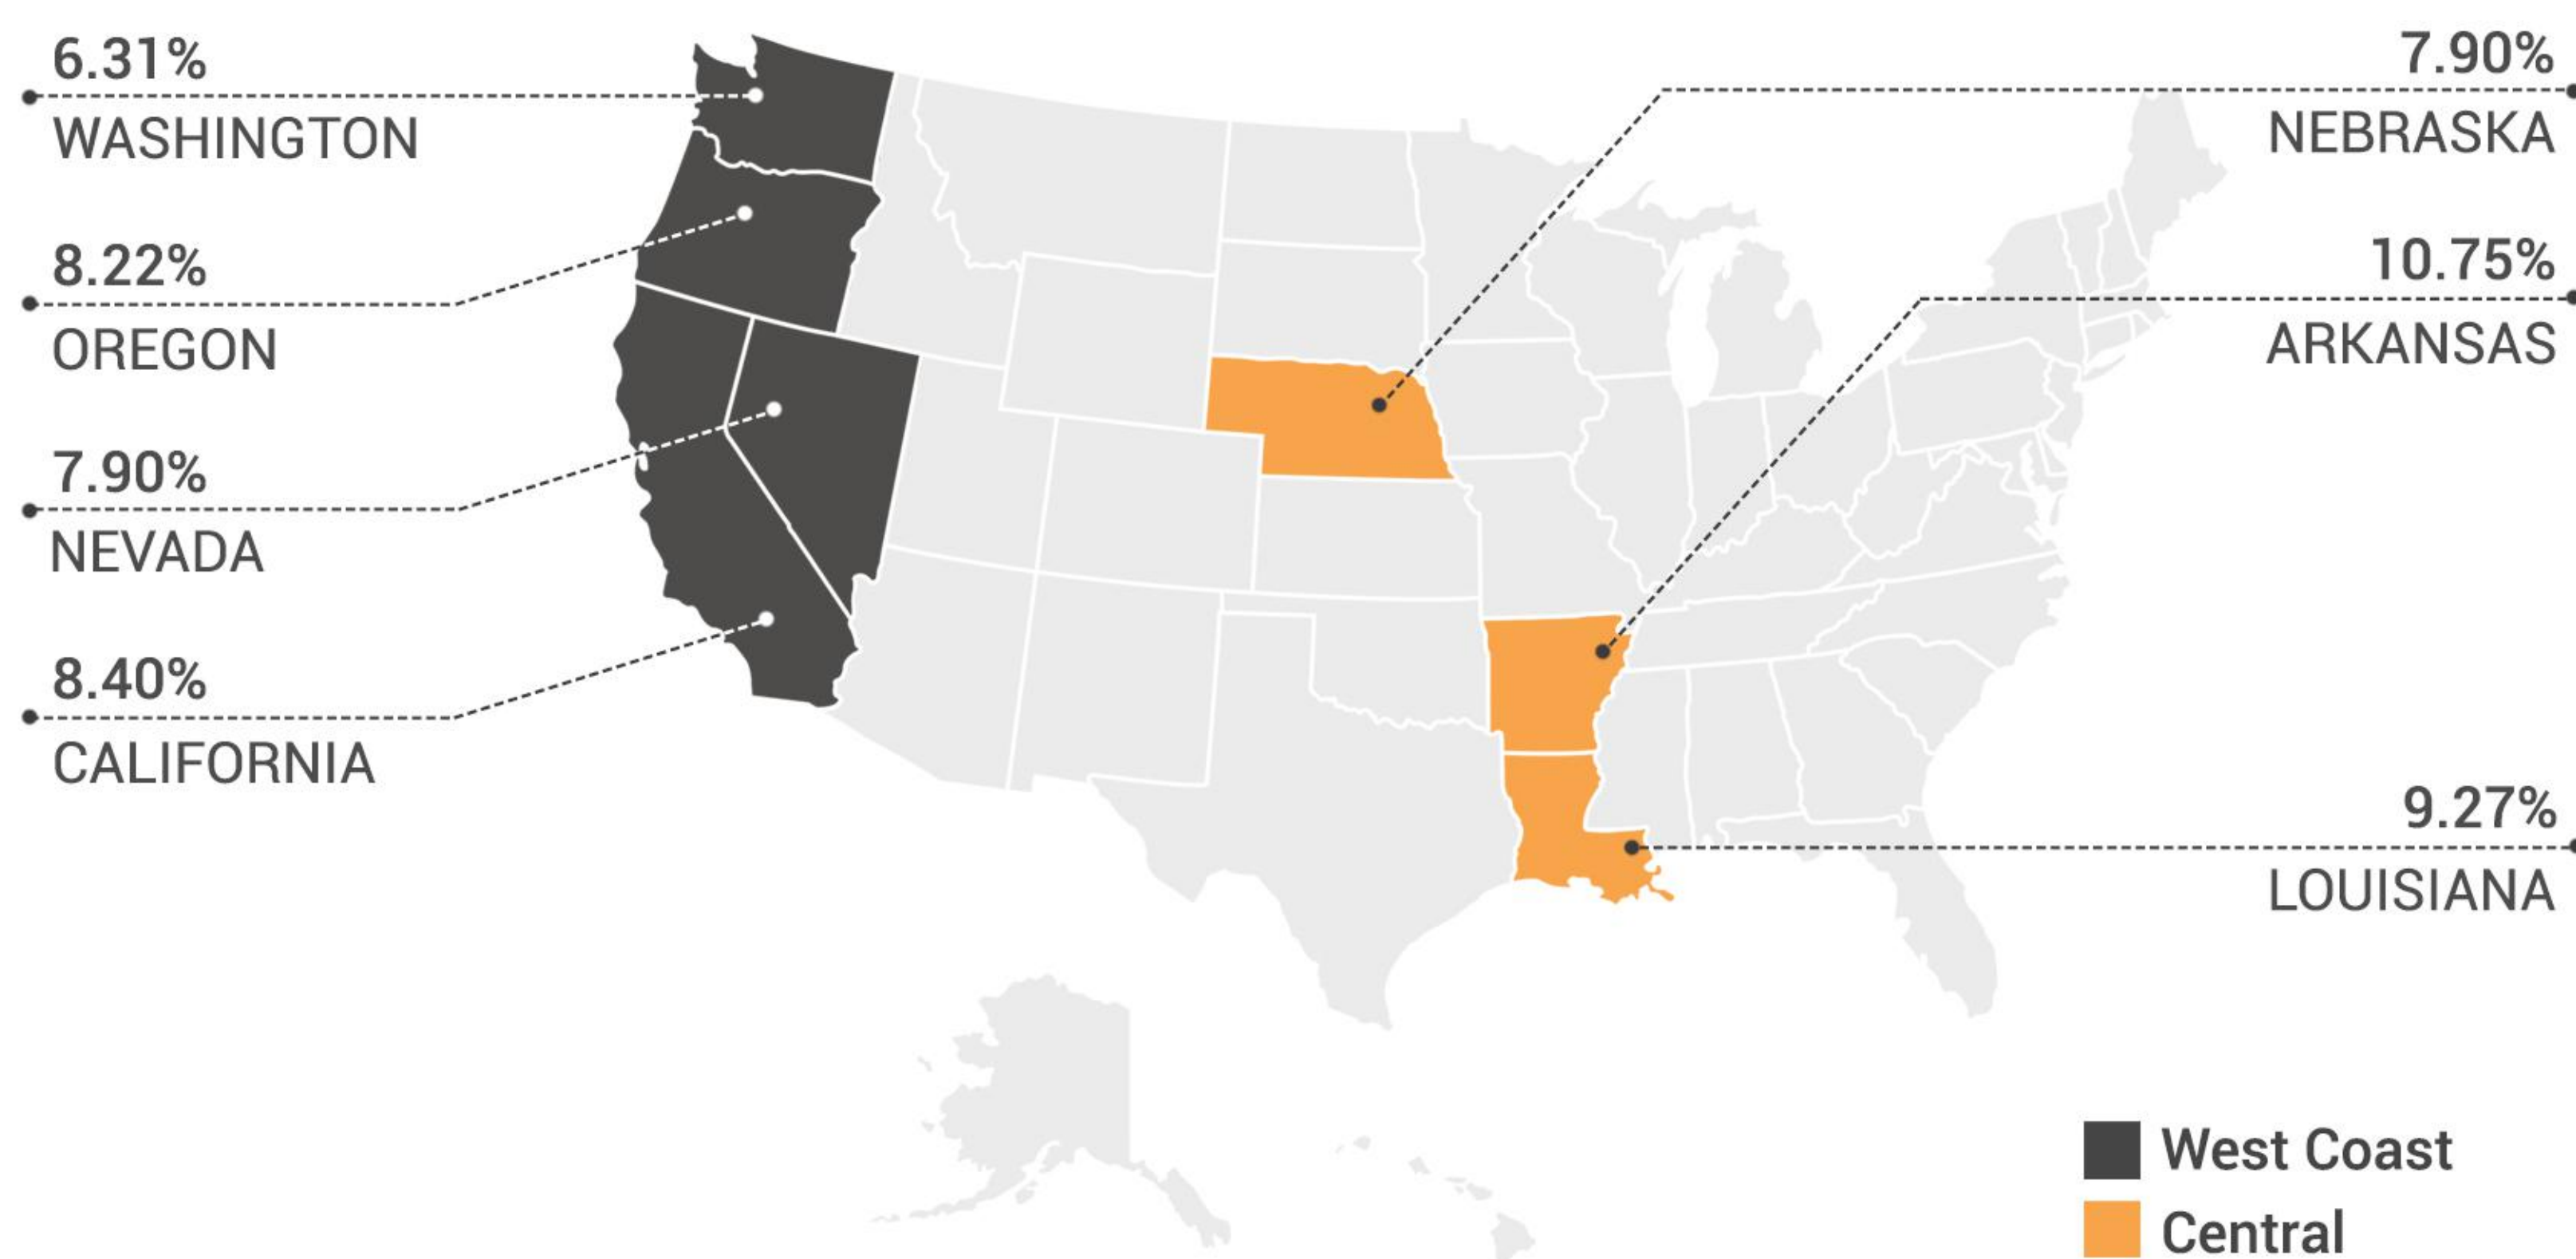 6.31%
WASHINGTON
8.22%
OREGON
7.90%
NEVADA
8.40%
CALIFORNIA
7.90%
NEBRASKA
10.75%
ARKANSAS
9.27%
LOUISIANA
West Coast
Central